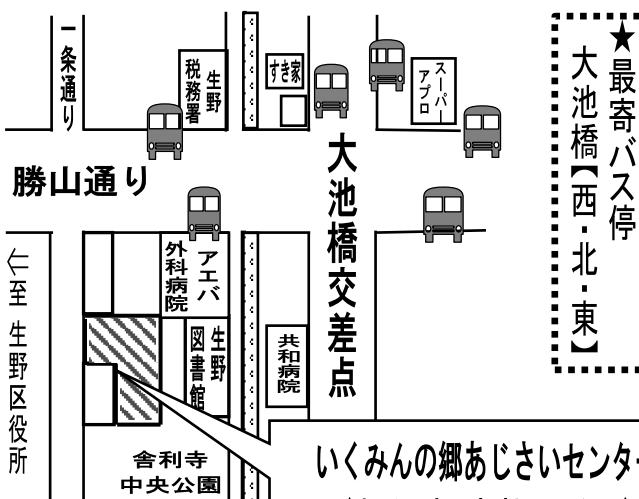 ★最寄バス停
大池橋【西・北・東】
一条通り
生野
税務署
すき家
スーパー
アプロ
勝山通り
大池橋交差点
←至 生野区役所
アエバ
外科病院
生野
図書館
共和病院
舎利寺
中央公園
いくみんの郷あじさいセンター